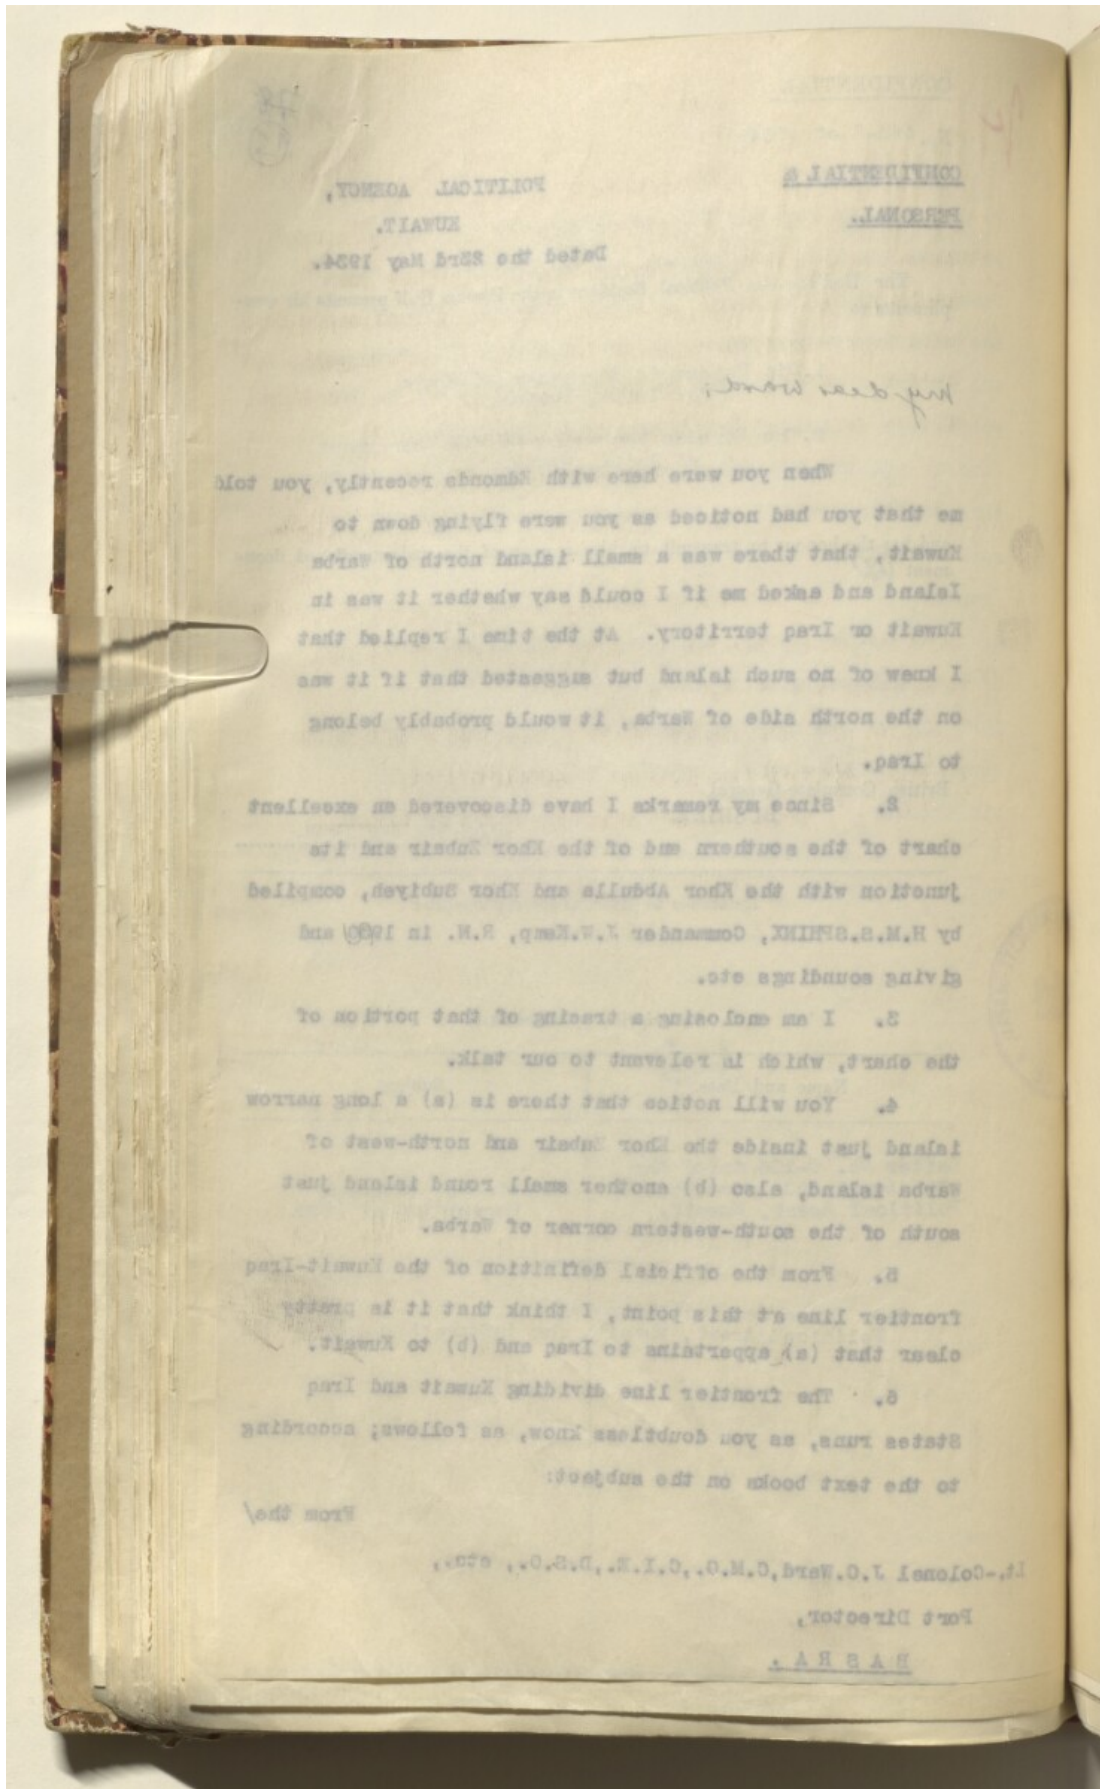 CONFIDENTIAL
CONFIDENTIAL & POLITICAL AGENCY,
PERSONAL. KUWAIT.
Dated the 23rd May 1934.
My dear Ward,
When you were here with Edmonds recently, you told
me that you had noticed as you were flying down to
Kuwait, that there was a small island north of Warba
Island and asked me if I could say whether it was in
Kuwait or Iraq territory. At the time I replied that
I knew of no such island but suggested that if it was
on the north side of Warba, it would probably belong
to Iraq.
2. Since my remarks I have discovered an excellent
chart of the southern end of the Khor Zubair and its
junction with the Khor Abdulla and Khor Subiyeh, compiled
by H.M.S.SPHINX, Commander J.W.Kemp, R.N. in and
giving soundings etc.
3. I am enclosing a tracing of that portion of
the chart, which is relevant to our talk.
4. You will notice that there is (a) a long narrow
island just inside the Khor Zubair and north-west of
Warba island, also (b) another small round island just
south of the south-western corner of Warba.
5. From the official definition of the Kuwait-Iraq
frontier line at this point, I think that it is pretty
clear that (a) appertains to Iraq and (b) to Kuwait.
6. The frontier line dividing Kuwait and Iraq
States runs, as you doubtless know, as follows; according
to the text books on the subject:
From the/
Lt.-Colonel J.C.Ward,C.M.G.,C.I.E.,D.S.O., etc.,
Port Director,
BASRA.